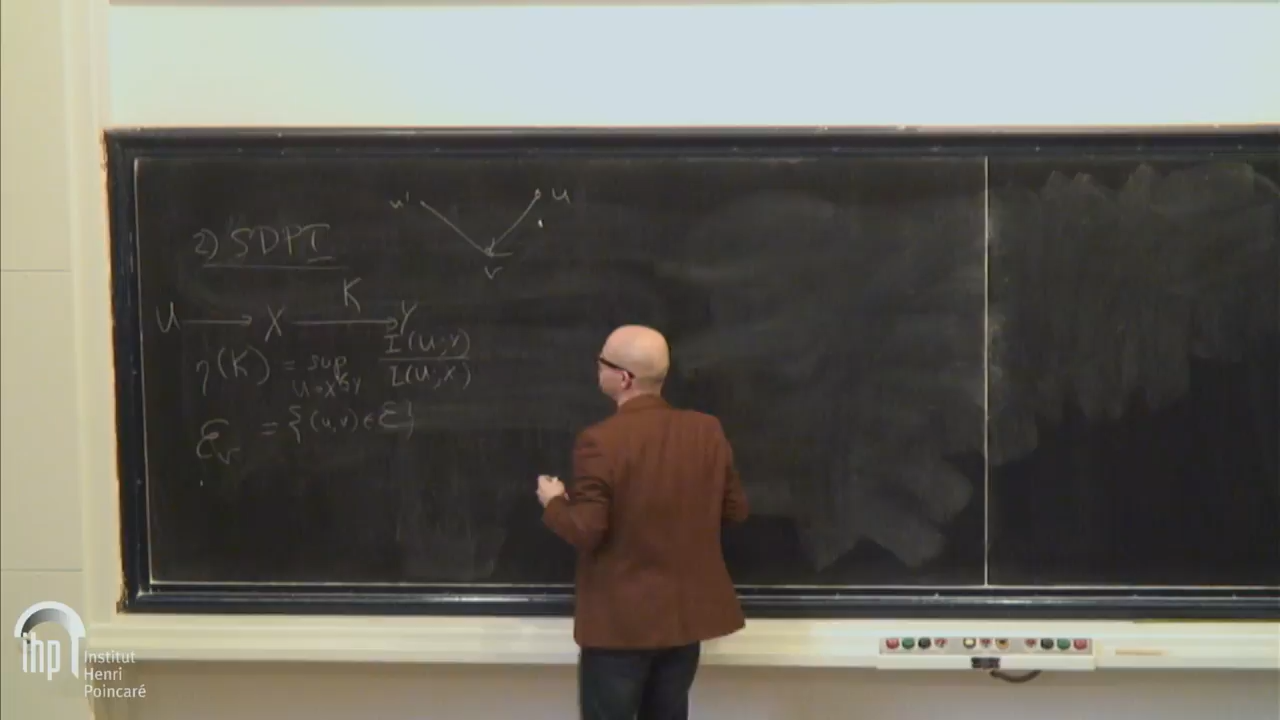 u' u
v
2) SDPI
U → X → Y
K
η(K) = sup I(U;Y) / I(U;X)
U→X→Y
K
ℰ_v = {(u,v) ∈ ℰ}
ihp
Institut
Henri
Poincaré